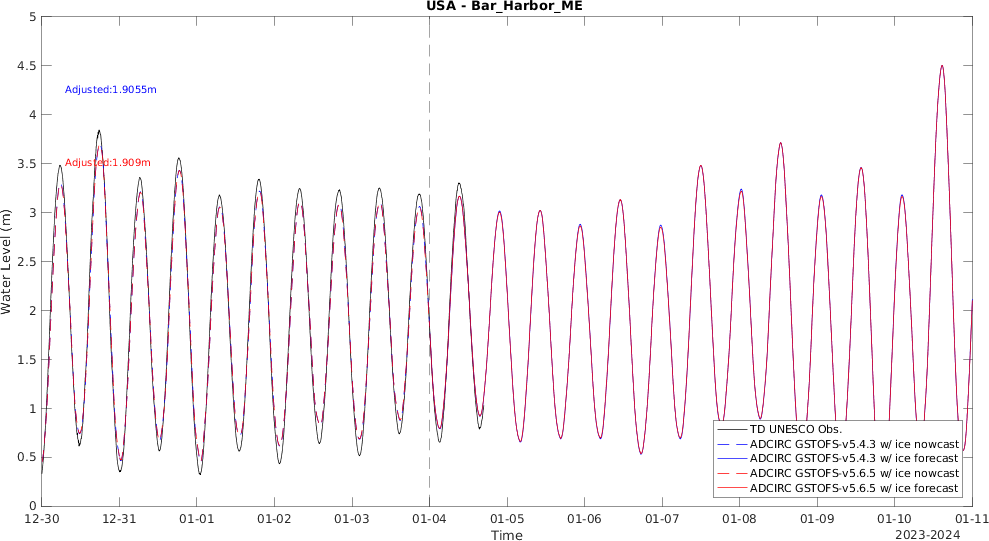 USA - Bar_Harbor_ME
5
4.5
4
3.5
3
2.5
2
1.5
1
0.5
0
Water Level (m)
Adjusted:1.9055m
Adjusted:1.909m
TD UNESCO Obs.
ADCIRC GSTOFS-v5.4.3 w/ ice nowcast
ADCIRC GSTOFS-v5.4.3 w/ ice forecast
ADCIRC GSTOFS-v5.6.5 w/ ice nowcast
ADCIRC GSTOFS-v5.6.5 w/ ice forecast
12-30 12-31 01-01 01-02 01-03 01-04 01-05 01-06 01-07 01-08 01-09 01-10 01-11
Time
2023-2024